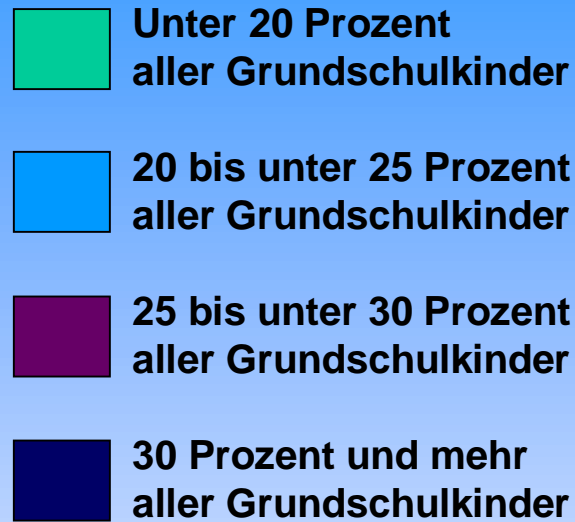 Unter 20 Prozent
aller Grundschulkinder
20 bis unter 25 Prozent
aller Grundschulkinder
25 bis unter 30 Prozent
aller Grundschulkinder
30 Prozent und mehr
aller Grundschulkinder